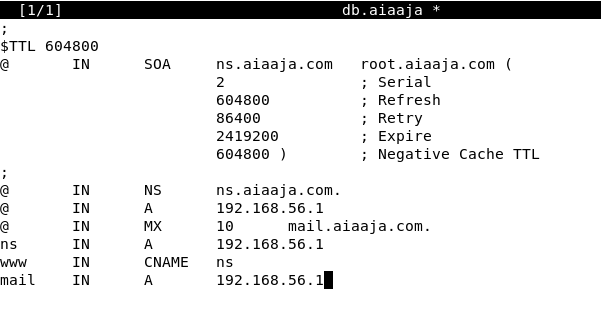 [1/1] db.aiaaja *
;
$TTL 604800
@ IN SOA ns.aiaaja.com root.aiaaja.com (
2 ; Serial
604800 ; Refresh
86400 ; Retry
2419200 ; Expire
604800 ) ; Negative Cache TTL
;
@ IN NS ns.aiaaja.com.
@ IN A 192.168.56.1
@ IN MX 10 mail.aiaaja.com.
ns IN A 192.168.56.1
www IN CNAME ns
mail IN A 192.168.56.1